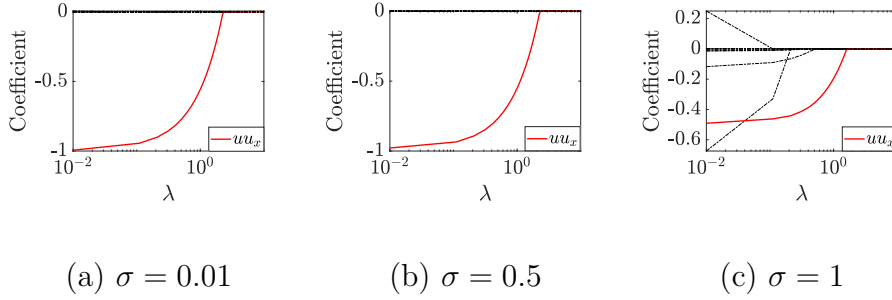 0
-0.5
-1
10^-2
10^0
Coefficient
λ
uu_x
(a) σ = 0.01
0
-0.5
-1
10^-2
10^0
Coefficient
λ
uu_x
(b) σ = 0.5
0.2
0
-0.2
-0.4
-0.6
10^-2
10^0
Coefficient
λ
uu_x
(c) σ = 1